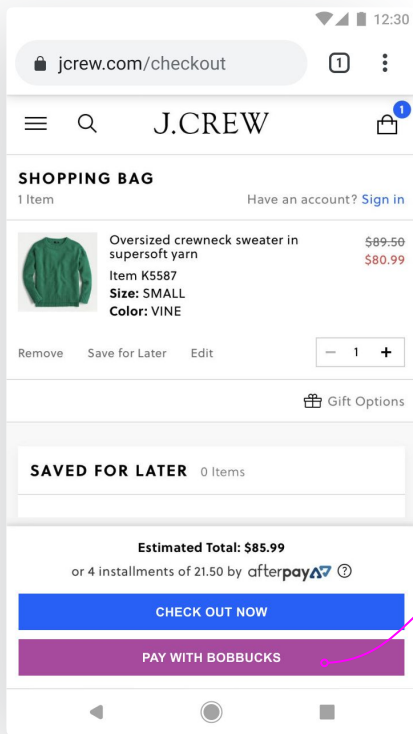 12:30
jcrew.com/checkout
1
J.CREW
1
SHOPPING BAG
1 Item
Have an account? Sign in
Oversized crewneck sweater in
supersoft yarn
$89.50
$80.99
Item K5587
Size: SMALL
Color: VINE
Remove Save for Later Edit
− 1 +
Gift Options
SAVED FOR LATER 0 Items
Estimated Total: $85.99
or 4 installments of 21.50 by afterpay ?
CHECK OUT NOW
PAY WITH BOBBUCKS